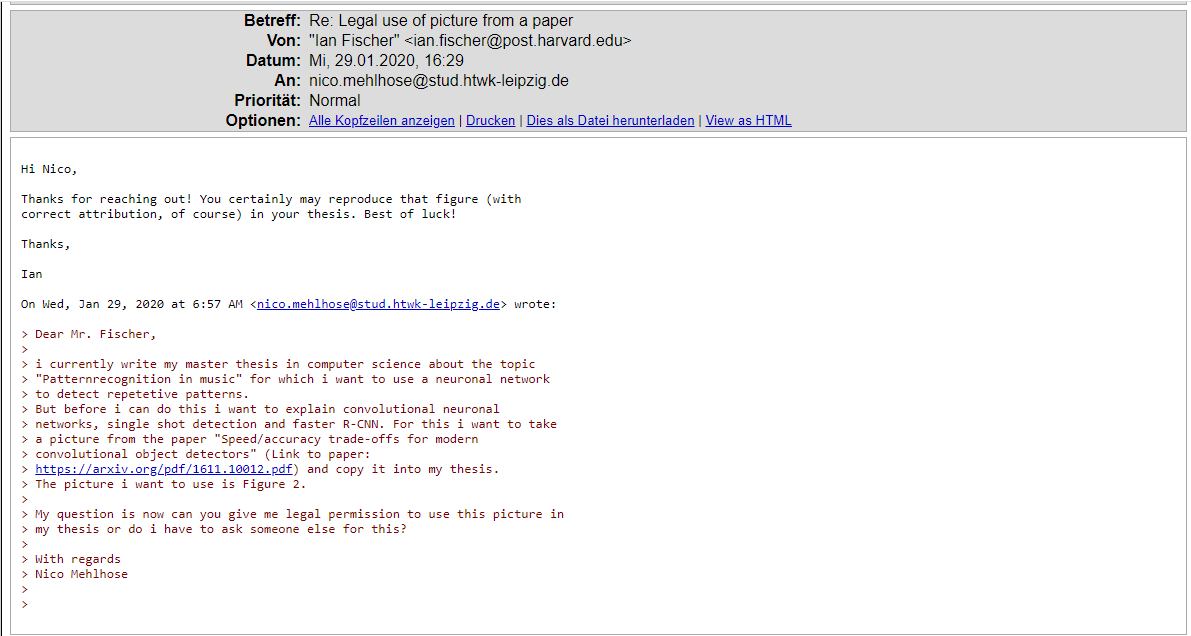 Betreff: Re: Legal use of picture from a paper
Von: "Ian Fischer" <ian.fischer@post.harvard.edu>
Datum: Mi, 29.01.2020, 16:29
An: nico.mehlhose@stud.htwk-leipzig.de
Priorität: Normal
Optionen: Alle Kopfzeilen anzeigen | Drucken | Dies als Datei herunterladen | View as HTML
Hi Nico,
Thanks for reaching out! You certainly may reproduce that figure (with
correct attribution, of course) in your thesis. Best of luck!
Thanks,
Ian
On Wed, Jan 29, 2020 at 6:57 AM <nico.mehlhose@stud.htwk-leipzig.de> wrote:
> Dear Mr. Fischer,
>
> i currently write my master thesis in computer science about the topic
> "Patternrecognition in music" for which i want to use a neuronal network
> to detect repetetive patterns.
> But before i can do this i want to explain convolutional neuronal
> networks, single shot detection and faster R-CNN. For this i want to take
> a picture from the paper "Speed/accuracy trade-offs for modern
> convolutional object detectors" (Link to paper:
> https://arxiv.org/pdf/1611.10012.pdf) and copy it into my thesis.
> The picture i want to use is Figure 2.
>
> My question is now can you give me legal permission to use this picture in
> my thesis or do i have to ask someone else for this?
>
> With regards
> Nico Mehlhose
>
>